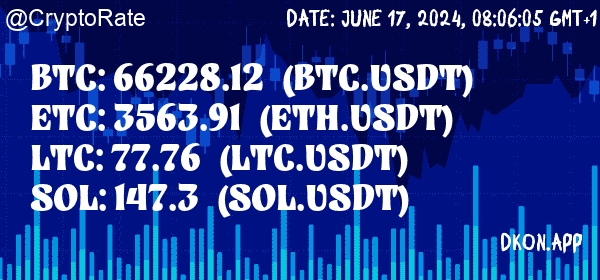 @CryptoRate
DATE: JUNE 17, 2024, 08:06:05 GMT+1
BTC: 66228.12 (BTC.USDT)
ETC: 3563.91 (ETH.USDT)
LTC: 77.76 (LTC.USDT)
SOL: 147.3 (SOL.USDT)
DKON.APP